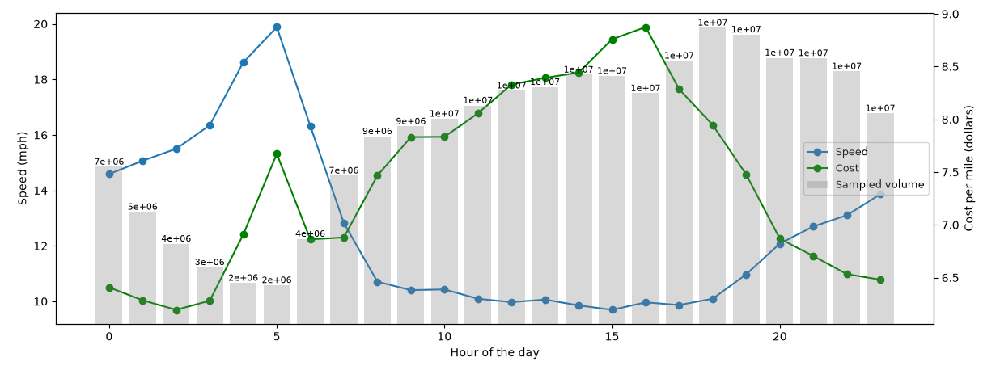 20
18
16
14
12
10
Speed (mph)
0
5
10
15
20
Hour of the day
9.0
8.5
8.0
7.5
7.0
6.5
Cost per mile (dollars)
7e+06
5e+06
4e+06
3e+06
2e+06
2e+06
4e+06
7e+06
9e+06
9e+06
1e+07
1e+07
1e+07
1e+07
1e+07
1e+07
1e+07
1e+07
1e+07
1e+07
1e+07
1e+07
1e+07
1e+07
Speed
Cost
Sampled volume